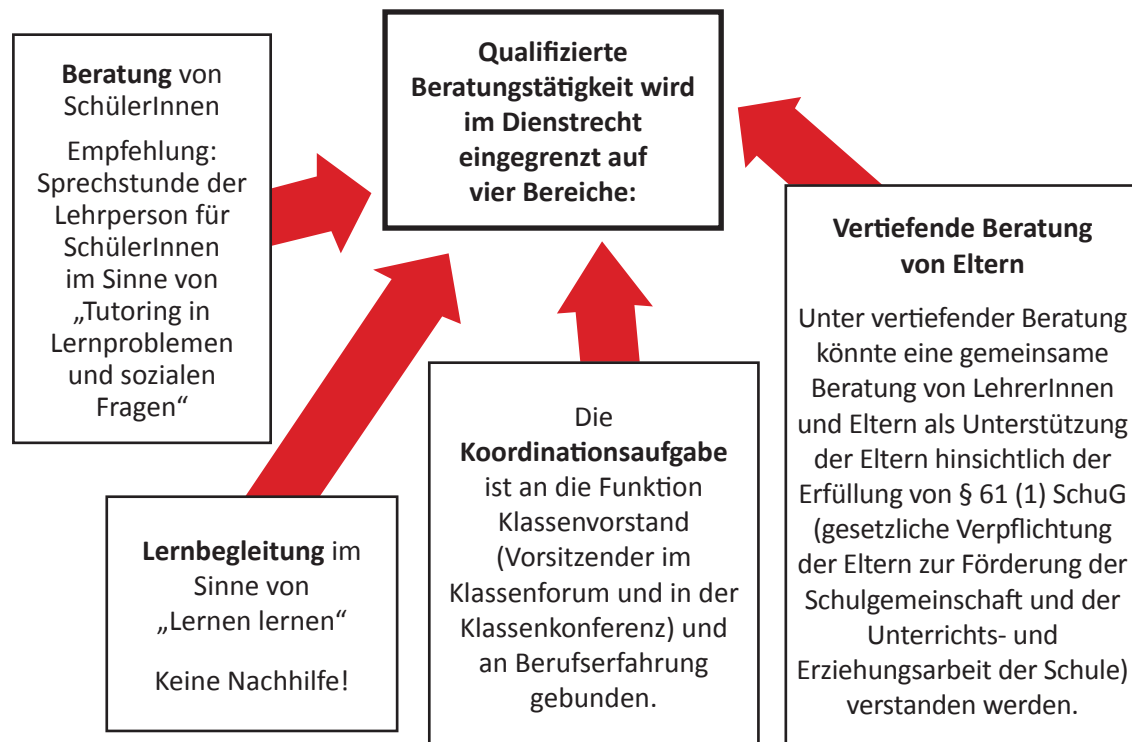 Qualifizierte
Beratungstätigkeit wird
im Dienstrecht
eingegrenzt auf
vier Bereiche:
Beratung von
SchülerInnen
Empfehlung:
Sprechstunde der
Lehrperson für
SchülerInnen
im Sinne von
„Tutoring in
Lernproblemen
und sozialen
Fragen“
Lernbegleitung im
Sinne von
„Lernen lernen“
Keine Nachhilfe!
Die
Koordinationsaufgabe
ist an die Funktion
Klassenvorstand
(Vorsitzender im
Klassenforum und in der
Klassenkonferenz) und
an Berufserfahrung
gebunden.
Vertiefende Beratung
von Eltern
Unter vertiefender Beratung
könnte eine gemeinsame
Beratung von LehrerInnen
und Eltern als Unterstützung
der Eltern hinsichtlich der
Erfüllung von § 61 (1) SchuG
(gesetzliche Verpflichtung
der Eltern zur Förderung der
Schulgemeinschaft und der
Unterrichts- und
Erziehungsarbeit der Schule)
verstanden werden.